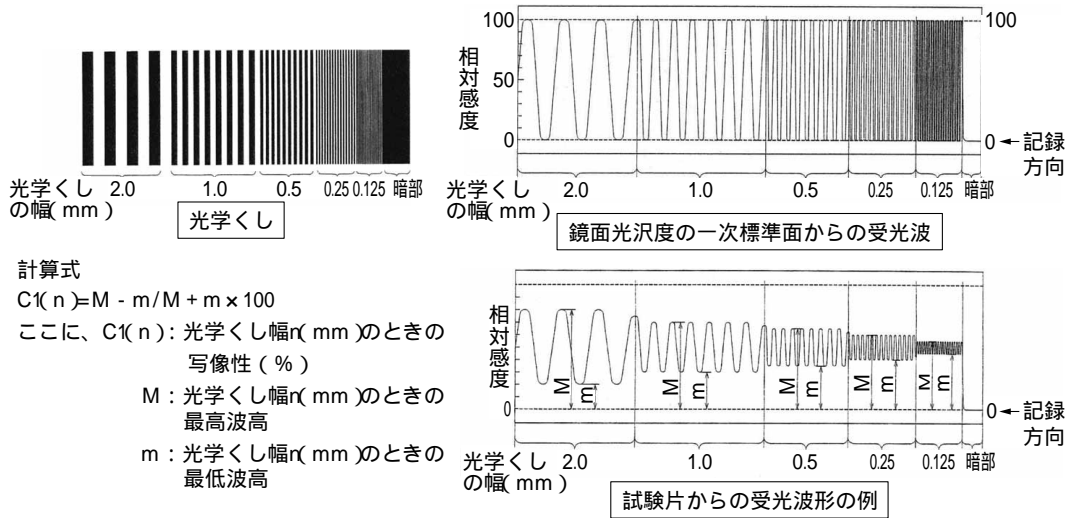 2.0 1.0 0.5 0.25 0.125 暗部
光学くし
の幅(mm)
光学くし
計算式
C1(n)=M - m/M + m × 100
ここに、C1(n)：光学くし幅n(mm)のときの
写像性(％)
M：光学くし幅n(mm)のときの
最高波高
m：光学くし幅n(mm)のときの
最低波高
相対感度
100
50
0
100
0
記録
方向
光学くし
の幅(mm)
2.0 1.0 0.5 0.25 0.125 暗部
鏡面光沢度の一次標準面からの受光波
相対感度
0
M m M m M m M m M m
0
記録
方向
光学くし
の幅(mm)
2.0 1.0 0.5 0.25 0.125 暗部
試験片からの受光波形の例